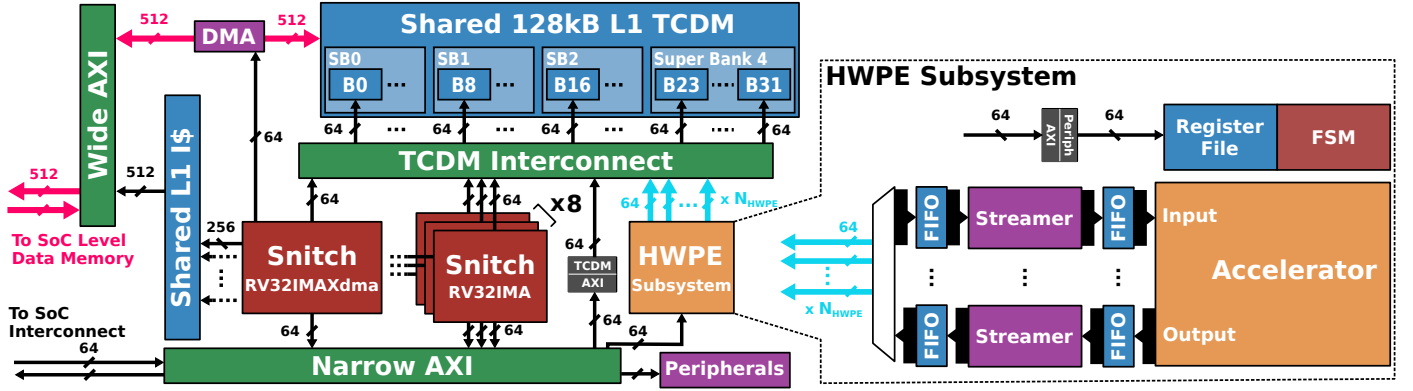 512
512
DMA
Wide AXI
Shared 128kB L1 TCDM
SB0
B0
...
SB1
B8
...
SB2
B16
...
Super Bank 4
B23
....
B31
HWPE Subsystem
64
64
...
64
...
64
...
64
....
64
TCDM Interconnect
64
Periph
AXI
64
Register
File
FSM
512
512
To SoC Level
Data Memory
Shared L1 I$
256
64
Snitch
RV32IMAXdma
64
x8
Snitch
RV32IMA
64
TCDM
AXI
64
...
x NHWPE
HWPE
Subsystem
64
x NHWPE
FIFO
Streamer
FIFO
Input
...
...
...
Accelerator
FIFO
Streamer
FIFO
Output
To SoC
Interconnect
64
64
64
64
64
Narrow AXI
64
Peripherals